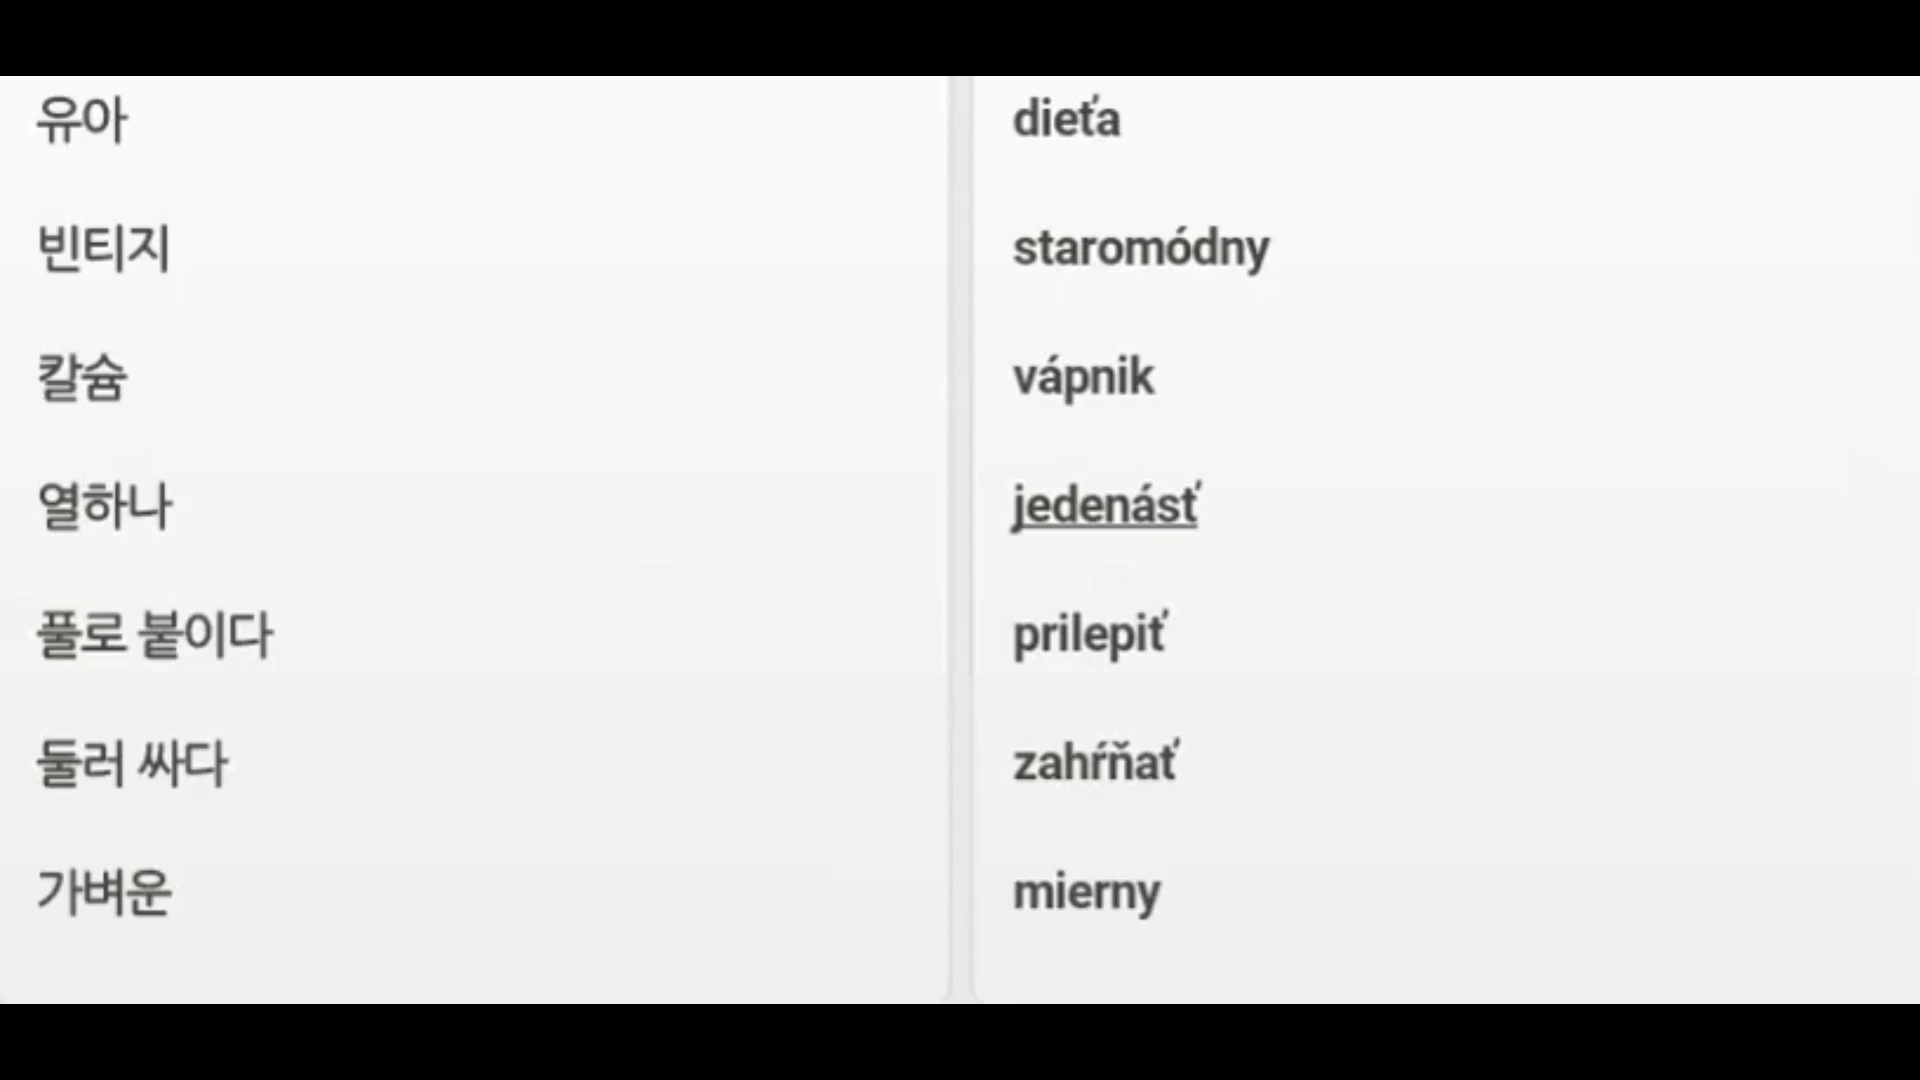 유아
dieťa
빈티지
staromódny
칼슘
vápnik
열하나
jedenásť
풀로 붙이다
prilepiť
둘러 싸다
zahŕňať
가벼운
mierny